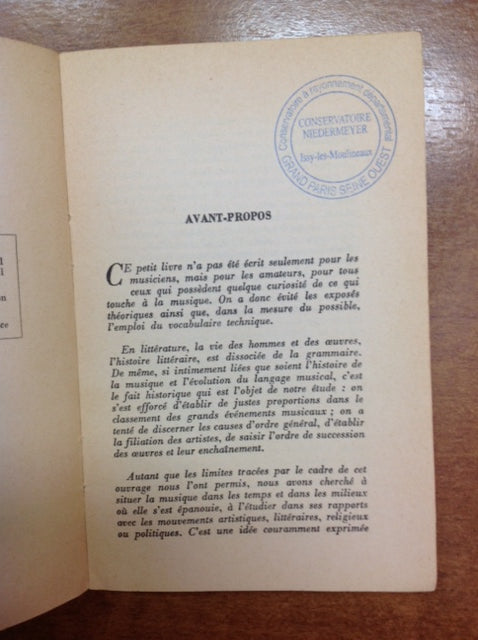 Conservatoire à rayonnement départemental
CONSERVATOIRE
NIEDERMEYER
Issy-les-Moulineaux
GRAND PARIS SEINE OUEST
AVANT-PROPOS
CE petit livre n'a pas été écrit seulement pour les
musiciens, mais pour les amateurs, pour tous
ceux qui possèdent quelque curiosité de ce qui
touche à la musique. On a donc évité les exposés
théoriques ainsi que, dans la mesure du possible,
l'emploi du vocabulaire technique.
En littérature, la vie des hommes et des œuvres,
l'histoire littéraire, est dissociée de la grammaire.
De même, si intimement liées que soient l'histoire de
la musique et l'évolution du langage musical, c'est
le fait historique qui est l'objet de notre étude : on
s'est efforcé d'établir de justes proportions dans le
classement des grands événements musicaux ; on a
tenté de discerner les causes d'ordre général, d'établir
la filiation des artistes, de saisir l'ordre de succession
des œuvres et leur enchaînement.
Autant que les limites tracées par le cadre de cet
ouvrage nous l'ont permis, nous avons cherché à
situer la musique dans les temps et dans les milieux
où elle s'est épanouie, à l'étudier dans ses rapports
avec les mouvements artistiques, littéraires, religieux
ou politiques. C'est une idée couramment exprimée